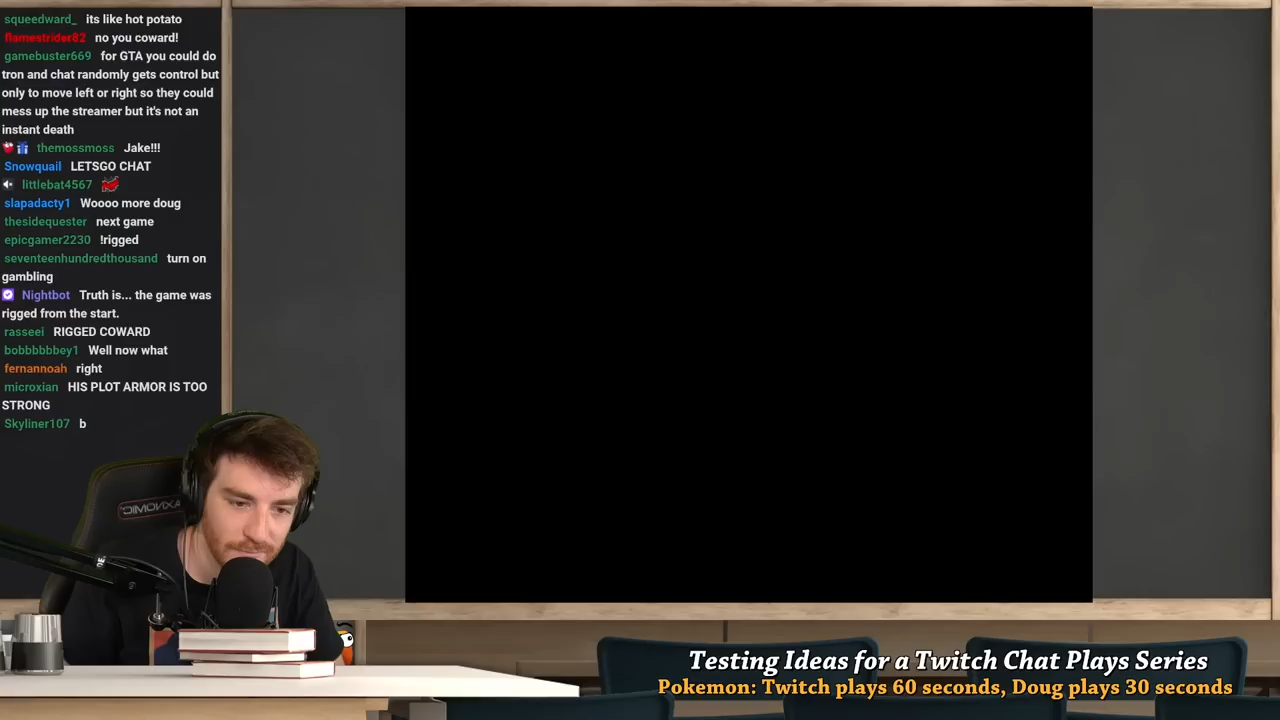 squeedward_ its like hot potato
flamestrider82 no you coward!
gamebuster669 for GTA you could do
tron and chat randomly gets control but
only to move left or right so they could
mess up the streamer but it's not an
instant death
themossmoss Jake!!!
Snowquail LETSGO CHAT
littlebat4567
slapadacty1 Woooo more doug
thesidequester next game
epicgamer2230 !rigged
seventeenhundredthousand turn on
gambling
Nightbot Truth is... the game was
rigged from the start.
rasseei RIGGED COWARD
bobbbbbbey1 Well now what
fernannoah right
microxian HIS PLOT ARMOR IS TOO
STRONG
Skyliner107 b
Testing Ideas for a Twitch Chat Plays Series
Pokemon: Twitch plays 60 seconds, Doug plays 30 seconds